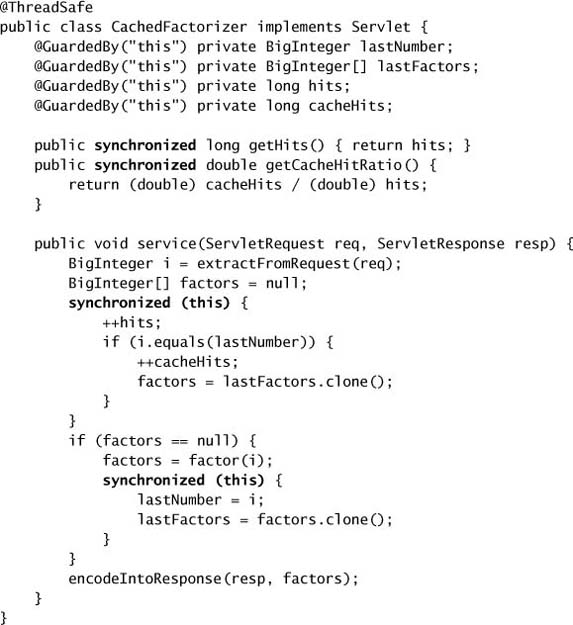 @ThreadSafe
public class CachedFactorizer implements Servlet {
    @GuardedBy("this") private BigInteger lastNumber;
    @GuardedBy("this") private BigInteger[] lastFactors;
    @GuardedBy("this") private long hits;
    @GuardedBy("this") private long cacheHits;

    public synchronized long getHits() { return hits; }
    public synchronized double getCacheHitRatio() {
        return (double) cacheHits / (double) hits;
    }

    public void service(ServletRequest req, ServletResponse resp) {
        BigInteger i = extractFromRequest(req);
        BigInteger[] factors = null;
        synchronized (this) {
            ++hits;
            if (i.equals(lastNumber)) {
                ++cacheHits;
                factors = lastFactors.clone();
            }
        }
        if (factors == null) {
            factors = factor(i);
            synchronized (this) {
                lastNumber = i;
                lastFactors = factors.clone();
            }
        }
        encodeIntoResponse(resp, factors);
    }
}